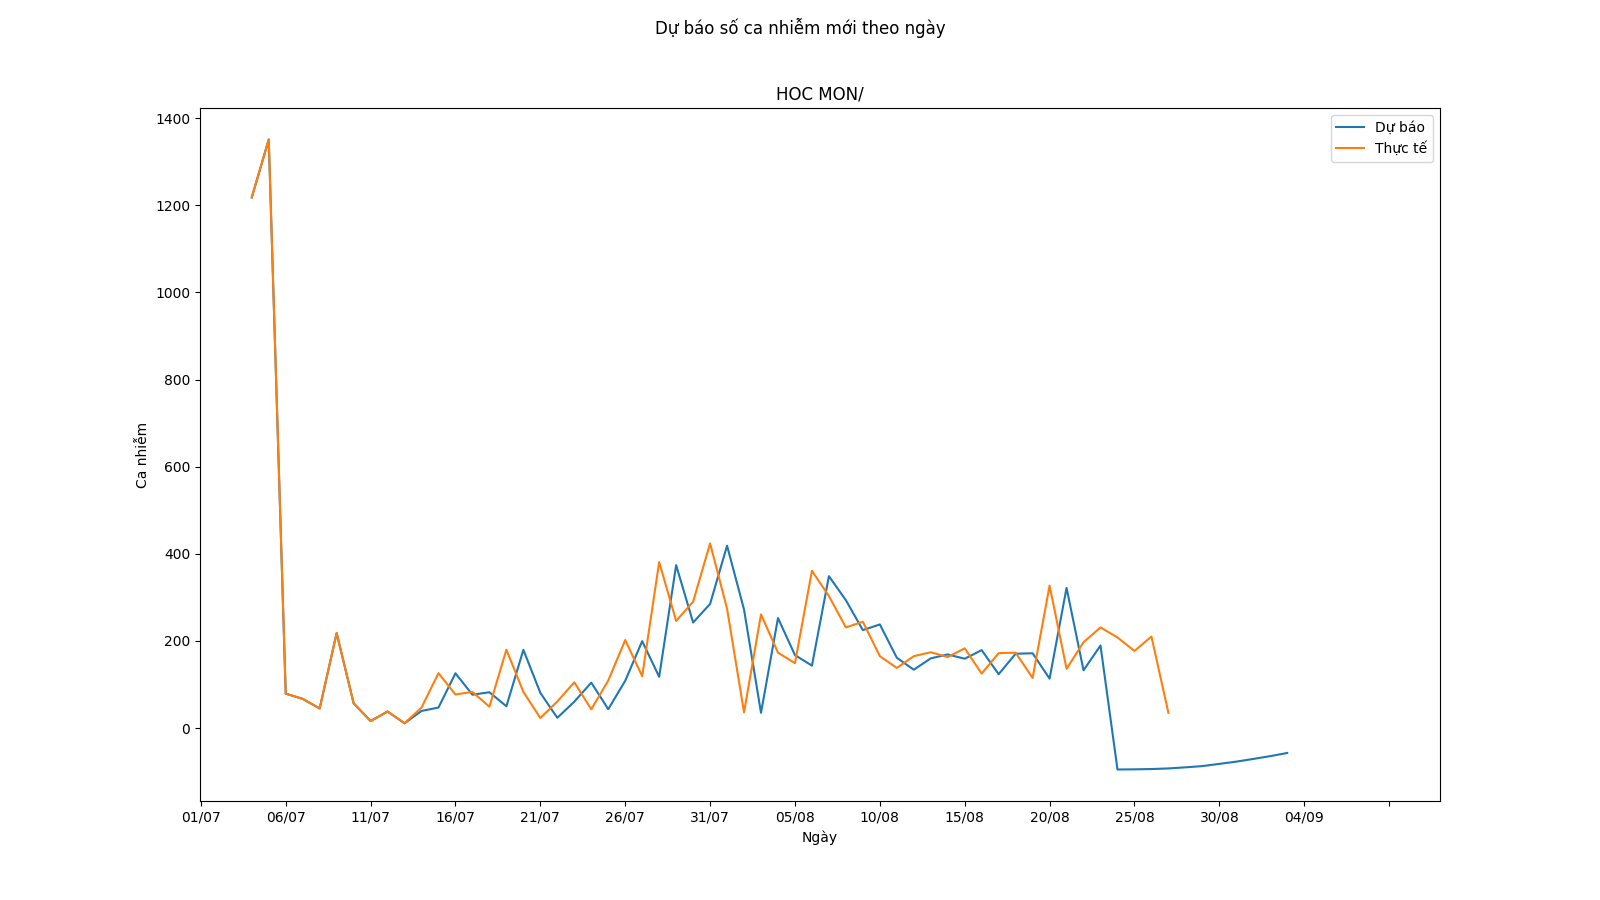 Dự báo số ca nhiễm mới theo ngày
HOC MON/
Dự báo
Thực tế
1400
1200
1000
800
600
400
200
0
Ca nhiễm
01/07 06/07 11/07 16/07 21/07 26/07 31/07 05/08 10/08 15/08 20/08 25/08 30/08 04/09
Ngày